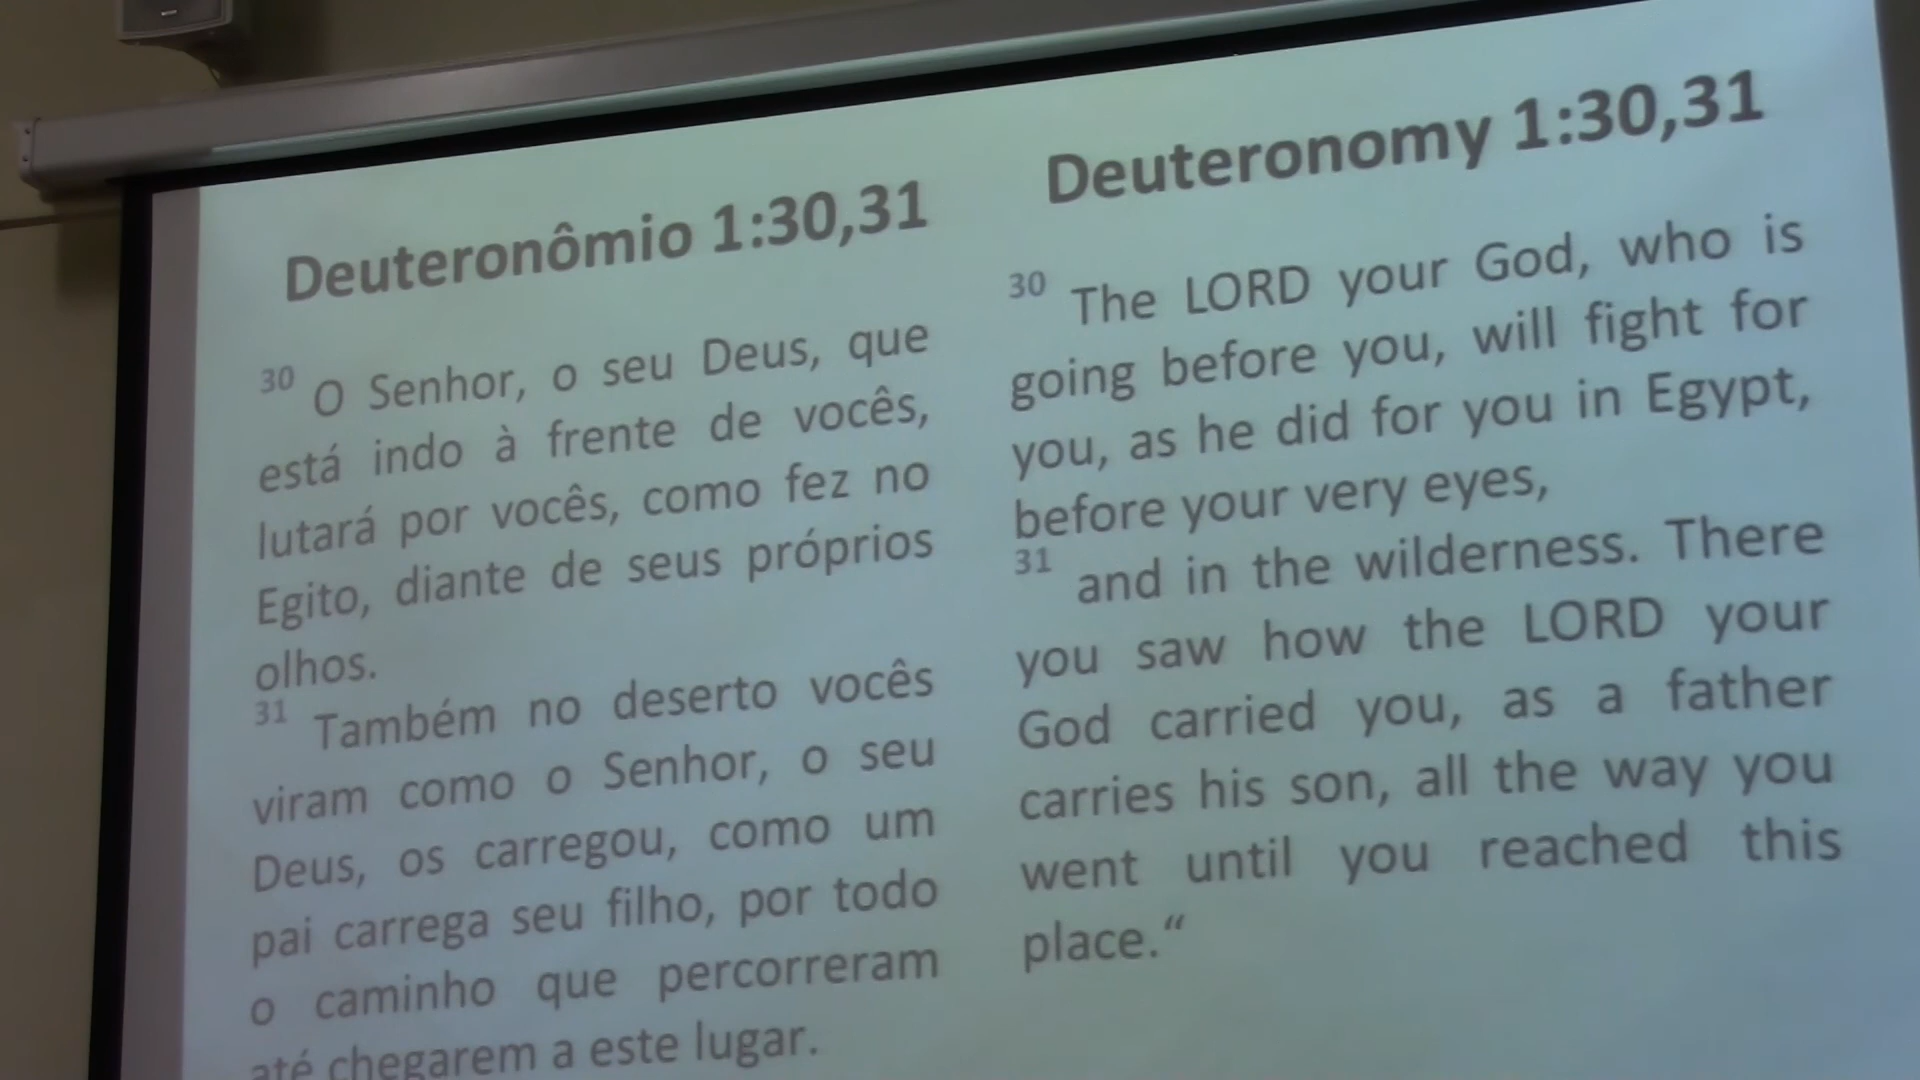 Deuteronômio 1:30,31
30 O Senhor, o seu Deus, que
está indo à frente de vocês,
lutará por vocês, como fez no
Egito, diante de seus próprios
olhos.
31 Também no deserto vocês
viram como o Senhor, o seu
Deus, os carregou, como um
pai carrega seu filho, por todo
o caminho que percorreram
até chegarem a este lugar.
Deuteronomy 1:30,31
30 The LORD your God, who is
going before you, will fight for
you, as he did for you in Egypt,
before your very eyes,
31 and in the wilderness. There
you saw how the LORD your
God carried you, as a father
carries his son, all the way you
went until you reached this
place.“